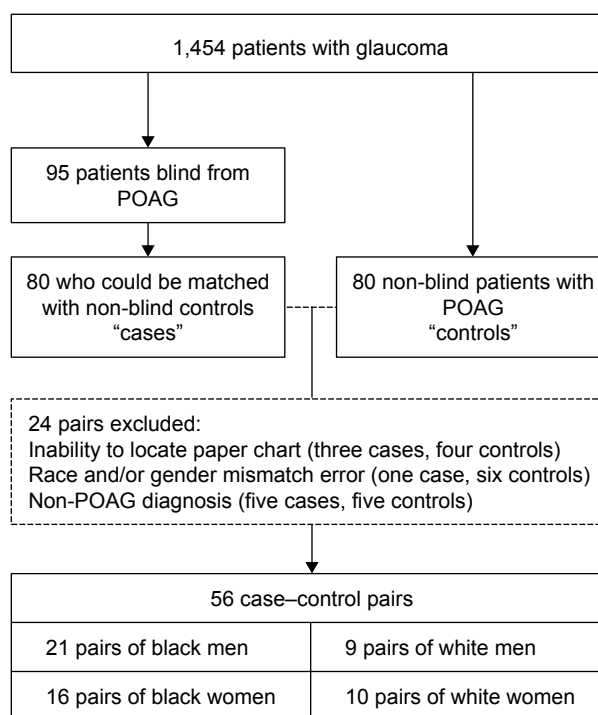 1,454 patients with glaucoma
95 patients blind from
POAG
80 who could be matched
with non-blind controls
“cases”
80 non-blind patients with
POAG
“controls”
24 pairs excluded:
Inability to locate paper chart (three cases, four controls)
Race and/or gender mismatch error (one case, six controls)
Non-POAG diagnosis (five cases, five controls)
56 case–control pairs
21 pairs of black men
9 pairs of white men
16 pairs of black women
10 pairs of white women